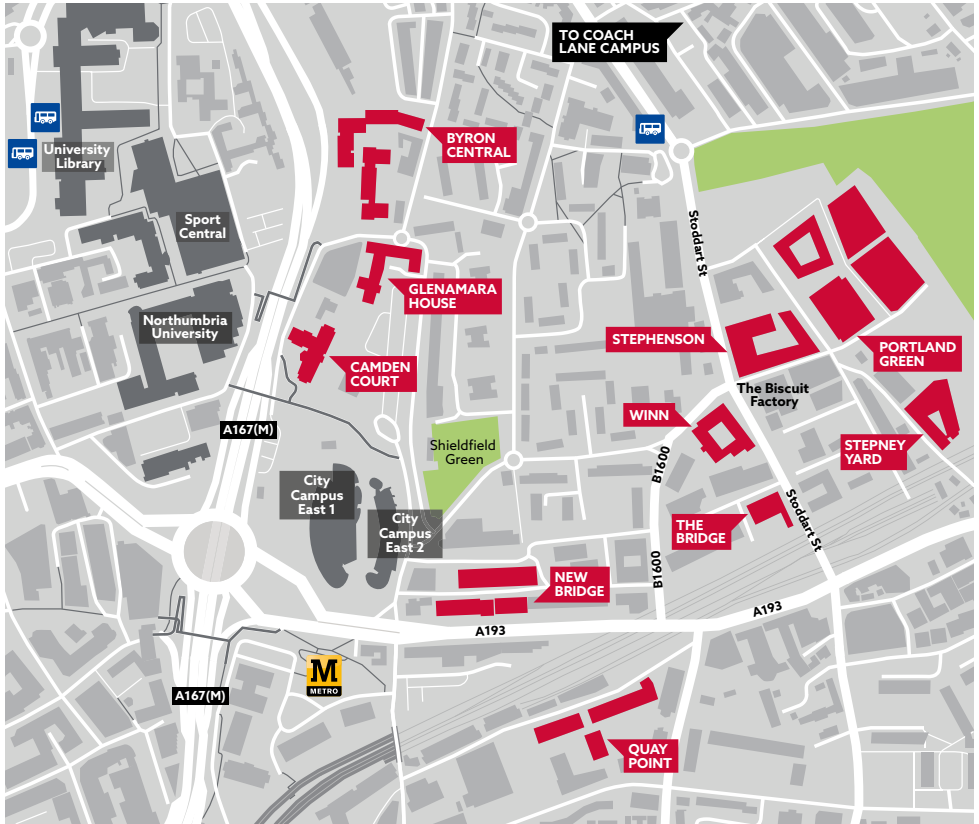 TO COACH
LANE CAMPUS
University
Library
BYRON
CENTRAL
Sport
Central
Stoddart St
GLENAMARA
HOUSE
Northumbria
University
STEPHENSON
PORTLAND
GREEN
CAMDEN
COURT
The Biscuit
Factory
WINN
A167(M)
Shieldfield
Green
STEPNEY
YARD
B1600
City
Campus
East 1
City
Campus
East 2
THE
BRIDGE
Stoddart St
B1600
NEW
BRIDGE
A193
A193
M
METRO
A167(M)
QUAY
POINT